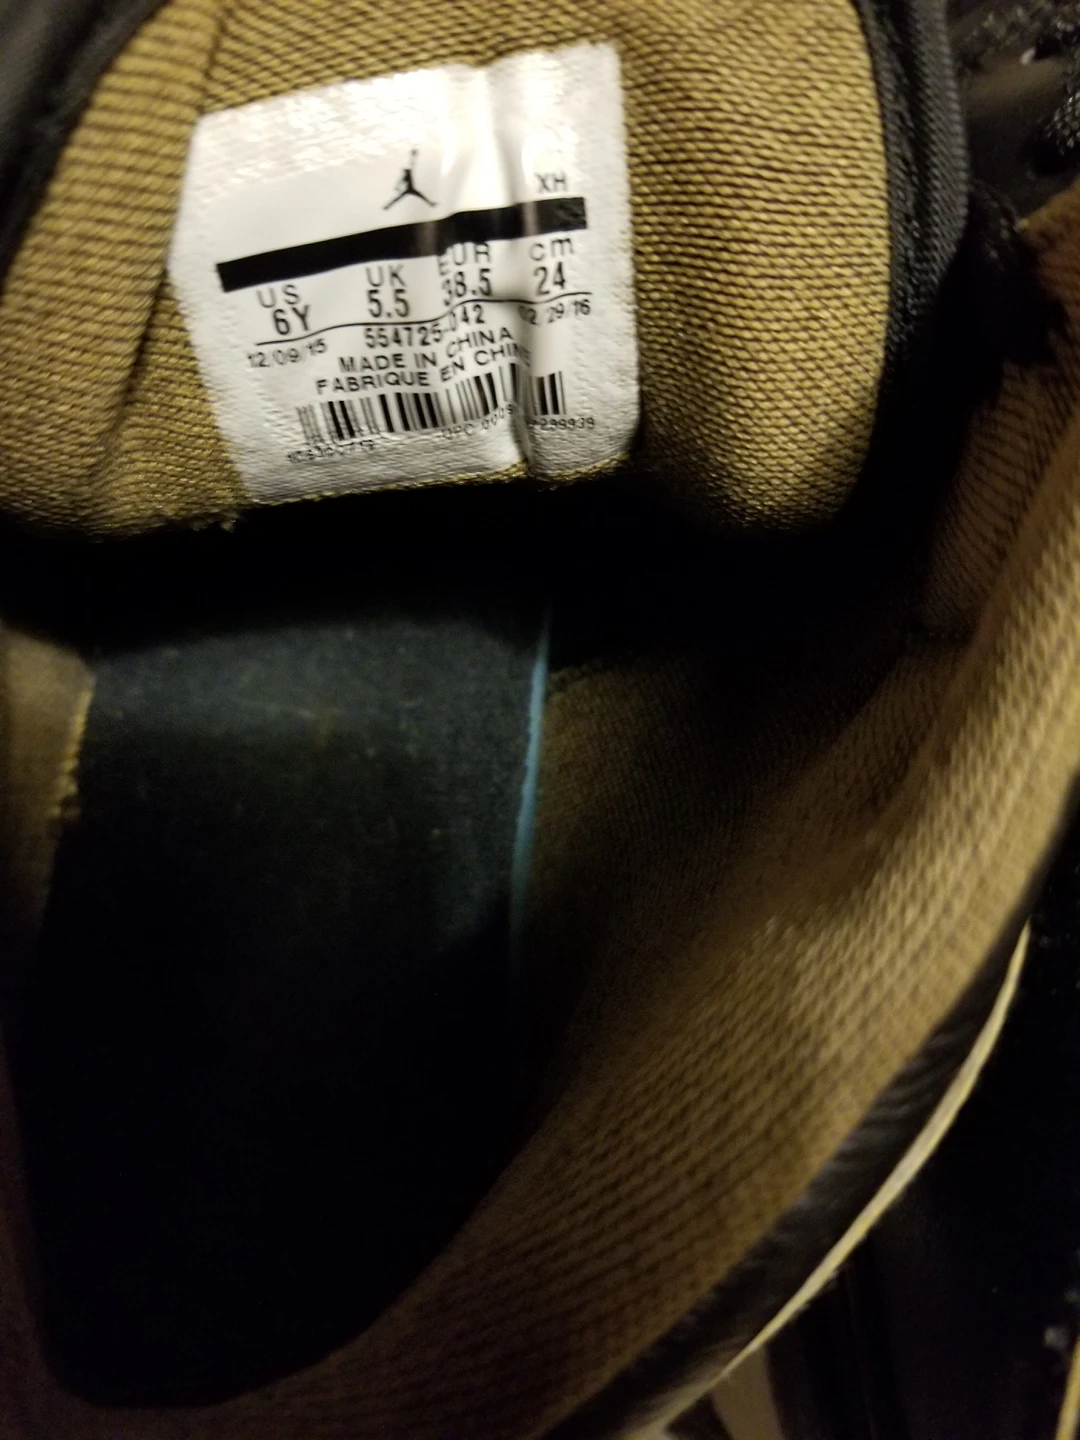 XH
US UK EUR cm
6Y 5.5 38.5 24
554725-042
12/09/15 02/29/16
MADE IN CHINA
FABRIQUE EN CHINE